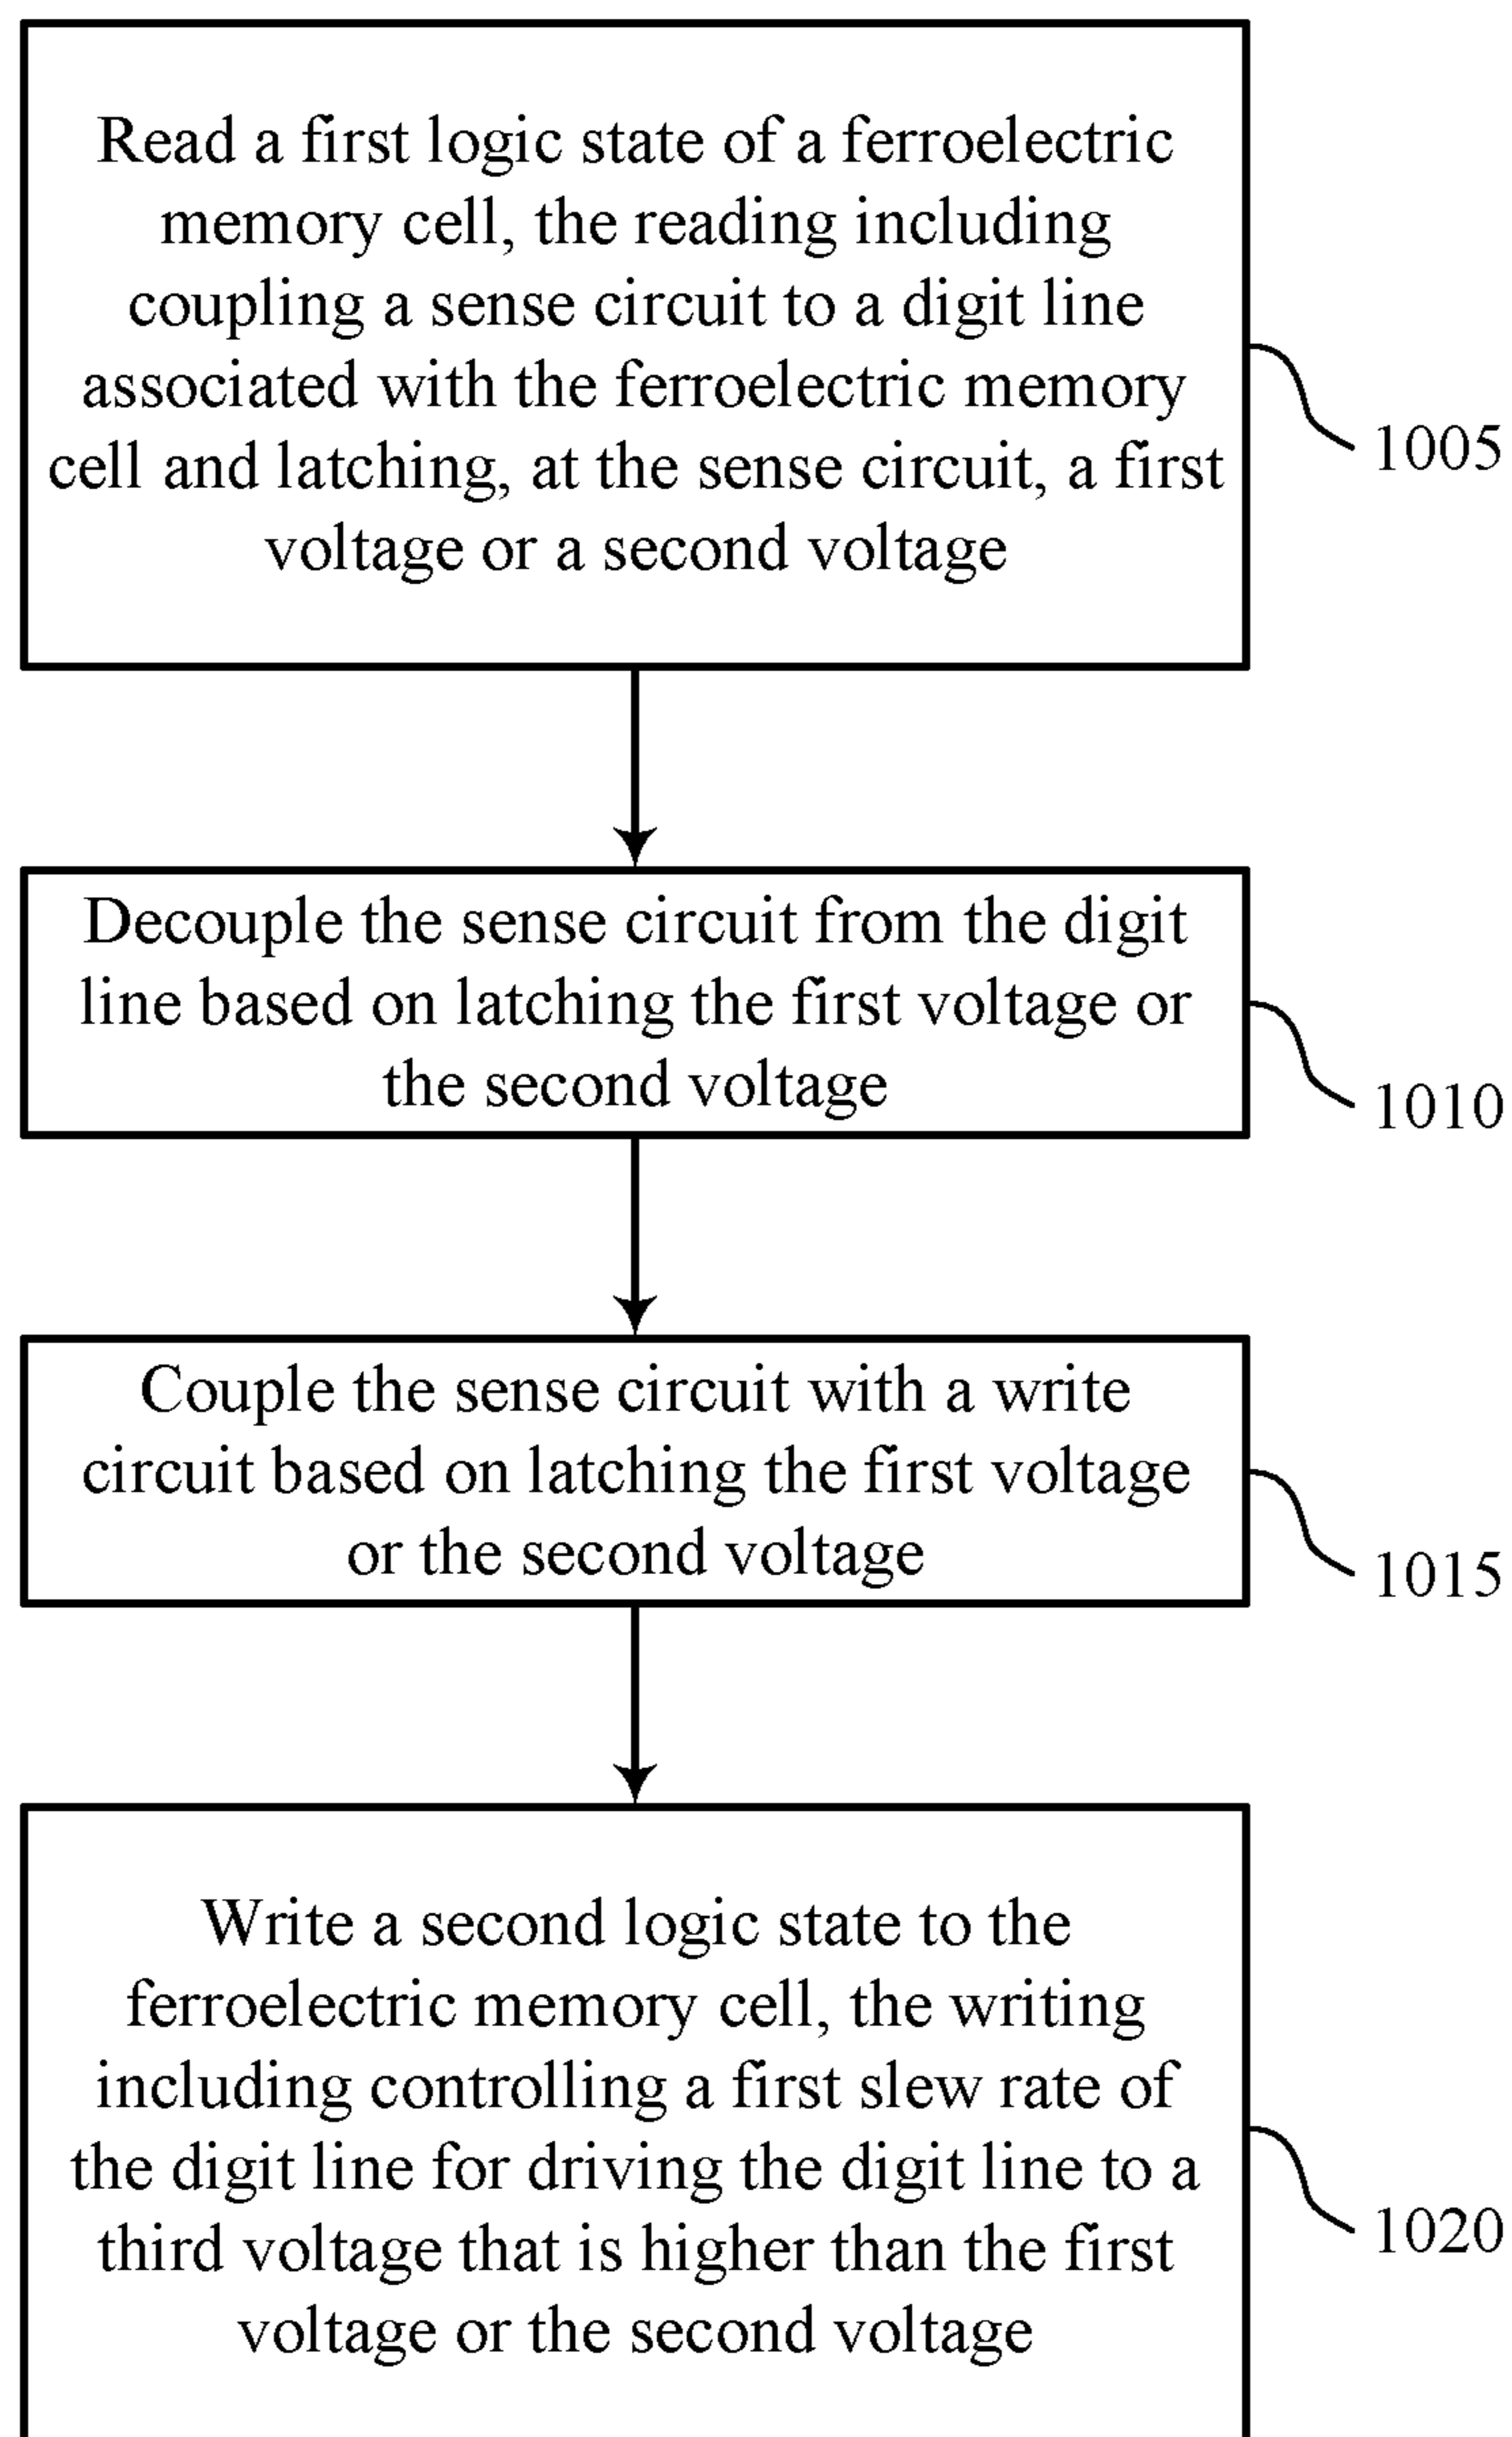 Read a first logic state of a ferroelectric
memory cell, the reading including
coupling a sense circuit to a digit line
associated with the ferroelectric memory
cell and latching, at the sense circuit, a first
voltage or a second voltage
1005
Decouple the sense circuit from the digit
line based on latching the first voltage or
the second voltage
1010
Couple the sense circuit with a write
circuit based on latching the first voltage
or the second voltage
1015
Write a second logic state to the
ferroelectric memory cell, the writing
including controlling a first slew rate of
the digit line for driving the digit line to a
third voltage that is higher than the first
voltage or the second voltage
1020